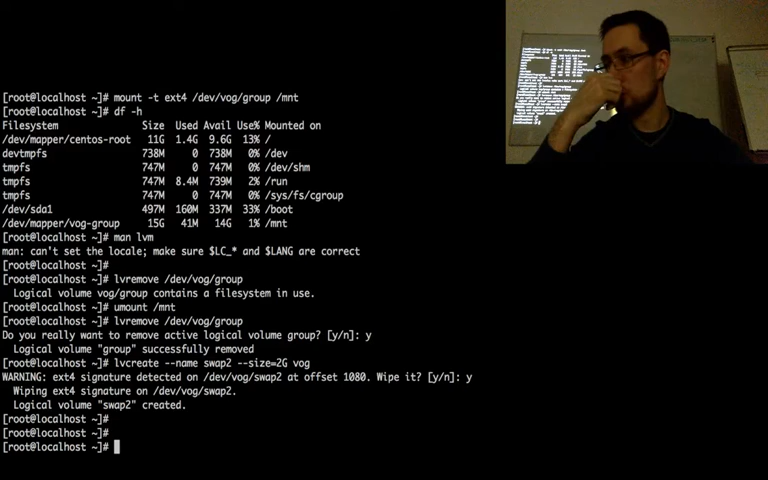 [root@localhost ~]# mount -t ext4 /dev/vog/group /mnt
[root@localhost ~]# df -h
Filesystem Size Used Avail Use% Mounted on
/dev/mapper/centos-root 11G 1.4G 9.6G 13% /
devtmpfs 738M 0 738M 0% /dev
tmpfs 747M 0 747M 0% /dev/shm
tmpfs 747M 8.4M 739M 2% /run
tmpfs 747M 0 747M 0% /sys/fs/cgroup
/dev/sda1 497M 160M 337M 33% /boot
/dev/mapper/vog-group 15G 41M 14G 1% /mnt
[root@localhost ~]# man lvm
man: can't set the locale; make sure $LC_* and $LANG are correct
[root@localhost ~]#
[root@localhost ~]# lvremove /dev/vog/group
Logical volume vog/group contains a filesystem in use.
[root@localhost ~]# umount /mnt
[root@localhost ~]# lvremove /dev/vog/group
Do you really want to remove active logical volume group? [y/n]: y
Logical volume "group" successfully removed
[root@localhost ~]# lvcreate --name swap2 --size=2G vog
WARNING: ext4 signature detected on /dev/vog/swap2 at offset 1080. Wipe it? [y/n]: y
Wiping ext4 signature on /dev/vog/swap2.
Logical volume "swap2" created.
[root@localhost ~]#
[root@localhost ~]#
[root@localhost ~]#